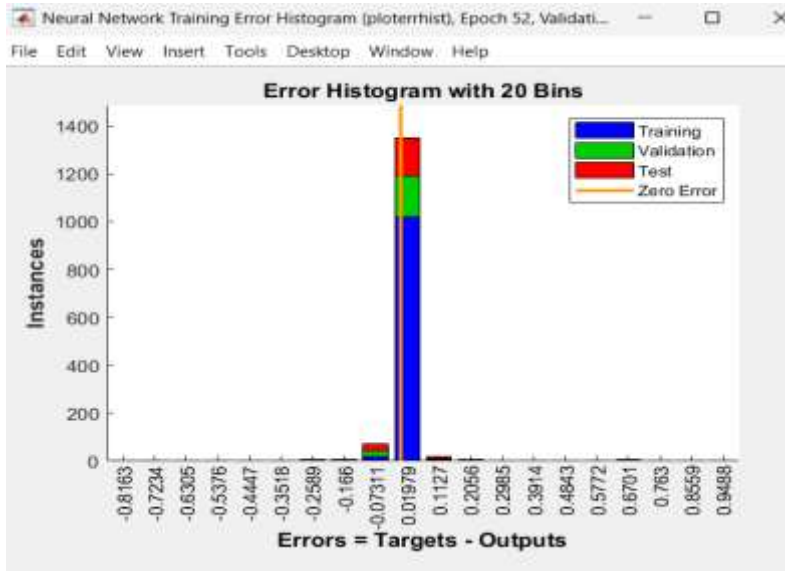 Neural Network Training Error Histogram (ploterrhist), Epoch 52, Validati...
File Edit View Insert Tools Desktop Window Help
Error Histogram with 20 Bins
Training
Validation
Test
Zero Error
1400
1200
1000
800
600
400
200
0
Instances
-0.8163 -0.7234 -0.6305 -0.5376 -0.4447 -0.3518 -0.2589 -0.166 -0.07311 0.01979 0.1127 0.2056 0.2985 0.3914 0.4843 0.5772 0.6701 0.763 0.8559 0.9488
Errors = Targets - Outputs